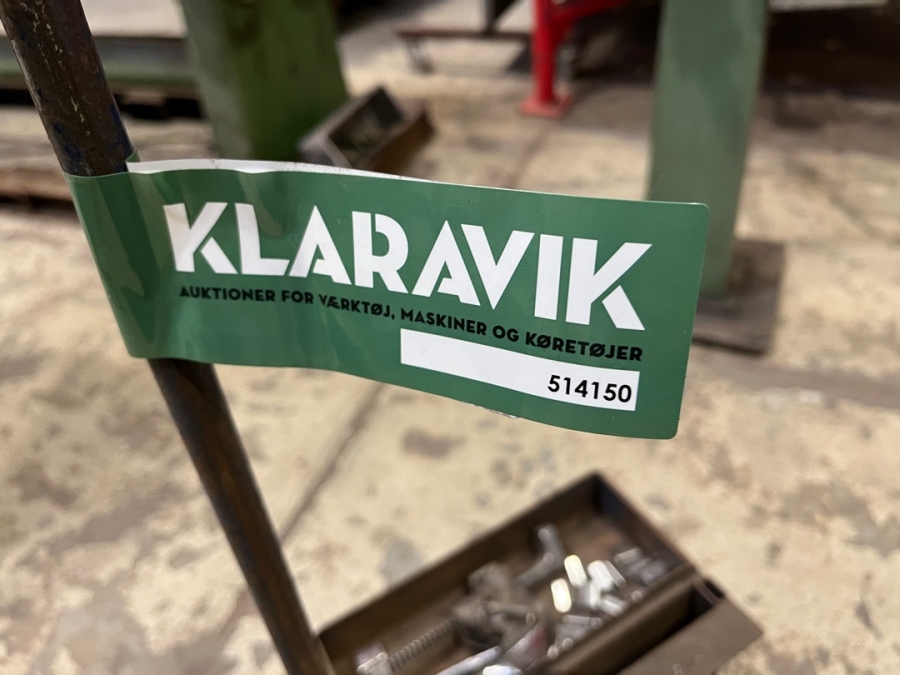 KLARAVIK
AUKTIONER FOR VÆRKTØJ, MASKINER OG KØRETØJER
514150